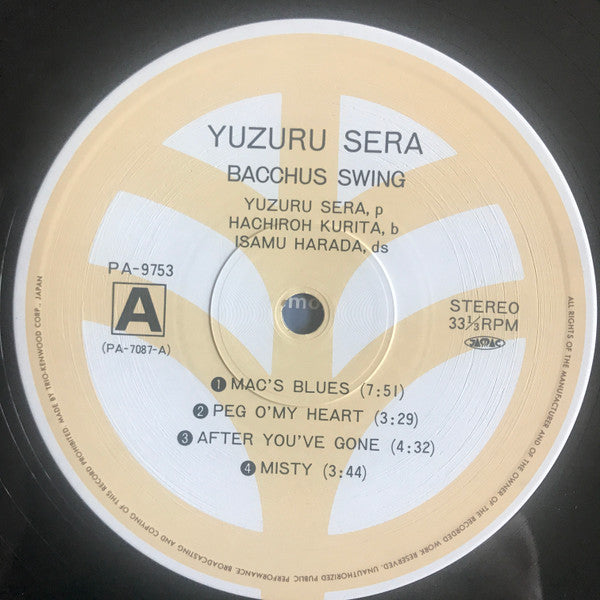 YUZURU SERA
BACCHUS SWING
YUZURU SERA, p
HACHIROH KURITA, b
ISAMU HARADA, ds
PA-9753
A
(PA-7087-A)
STEREO
33⅓RPM
❶ MAC'S BLUES (7:51)
❷ PEG O'MY HEART (3:29)
❸ AFTER YOU'VE GONE (4:32)
❹ MISTY (3:44)
ALL RIGHTS OF THE MANUFACTURER AND OF THE OWNER OF THE RECORDED WORK RESERVED. UNAUTHORIZED PUBLIC PERFORMANCE, BROADCASTING AND COPYING OF THIS RECORD PROHIBITED. MADE BY TRIO-KENWOOD CORP., JAPAN